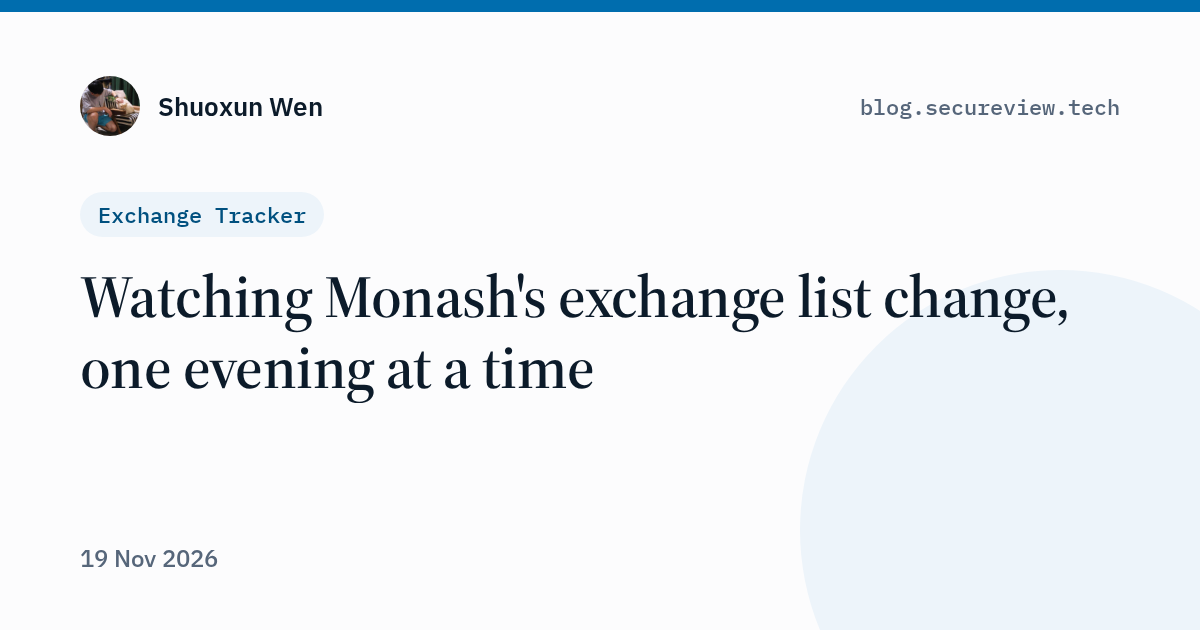 Shuoxun Wen
blog.secureview.tech
Exchange Tracker
Watching Monash's exchange list change,
one evening at a time
19 Nov 2026